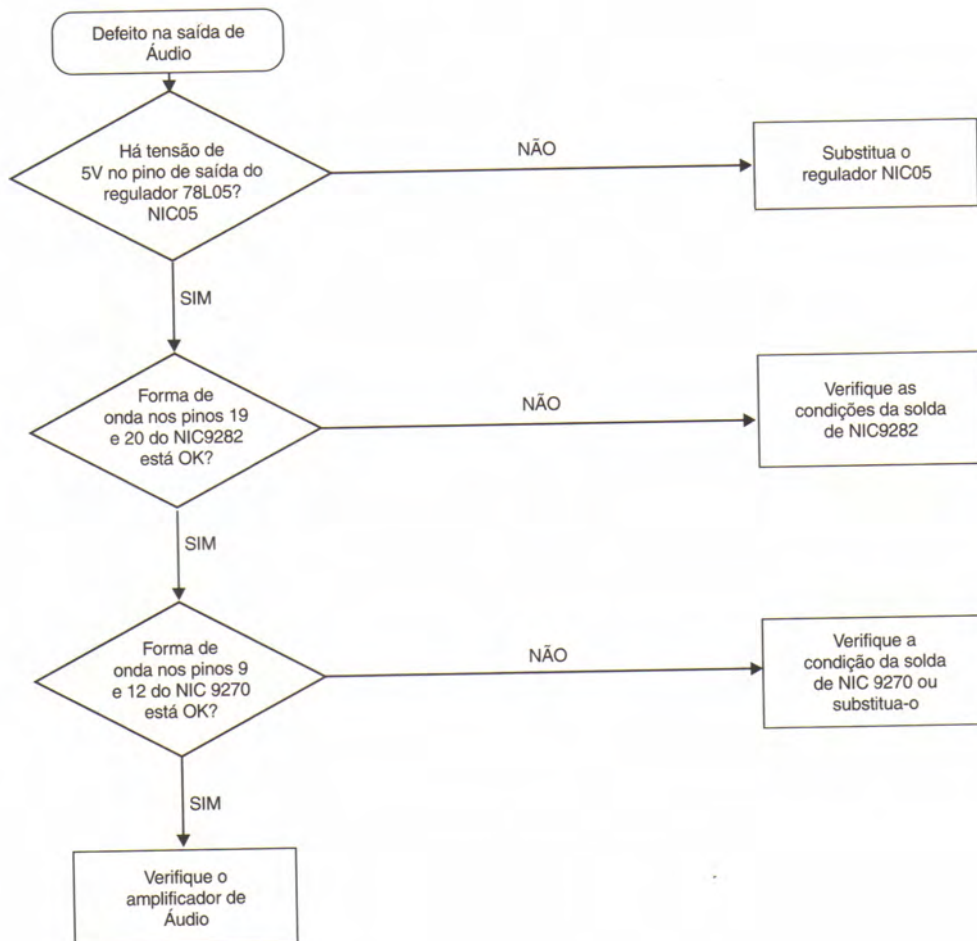 Defeito na saída de
Áudio
Há tensão de
5V no pino de saída do
regulador 78L05?
NIC05
NÃO
Substitua o
regulador NIC05
SIM
Forma de
onda nos pinos 19
e 20 do NIC9282
está OK?
NÃO
Verifique as
condições da solda
de NIC9282
SIM
Forma de
onda nos pinos 9
e 12 do NIC 9270
está OK?
NÃO
Verifique a
condição da solda
de NIC 9270 ou
substitua-o
SIM
Verifique o
amplificador de
Áudio